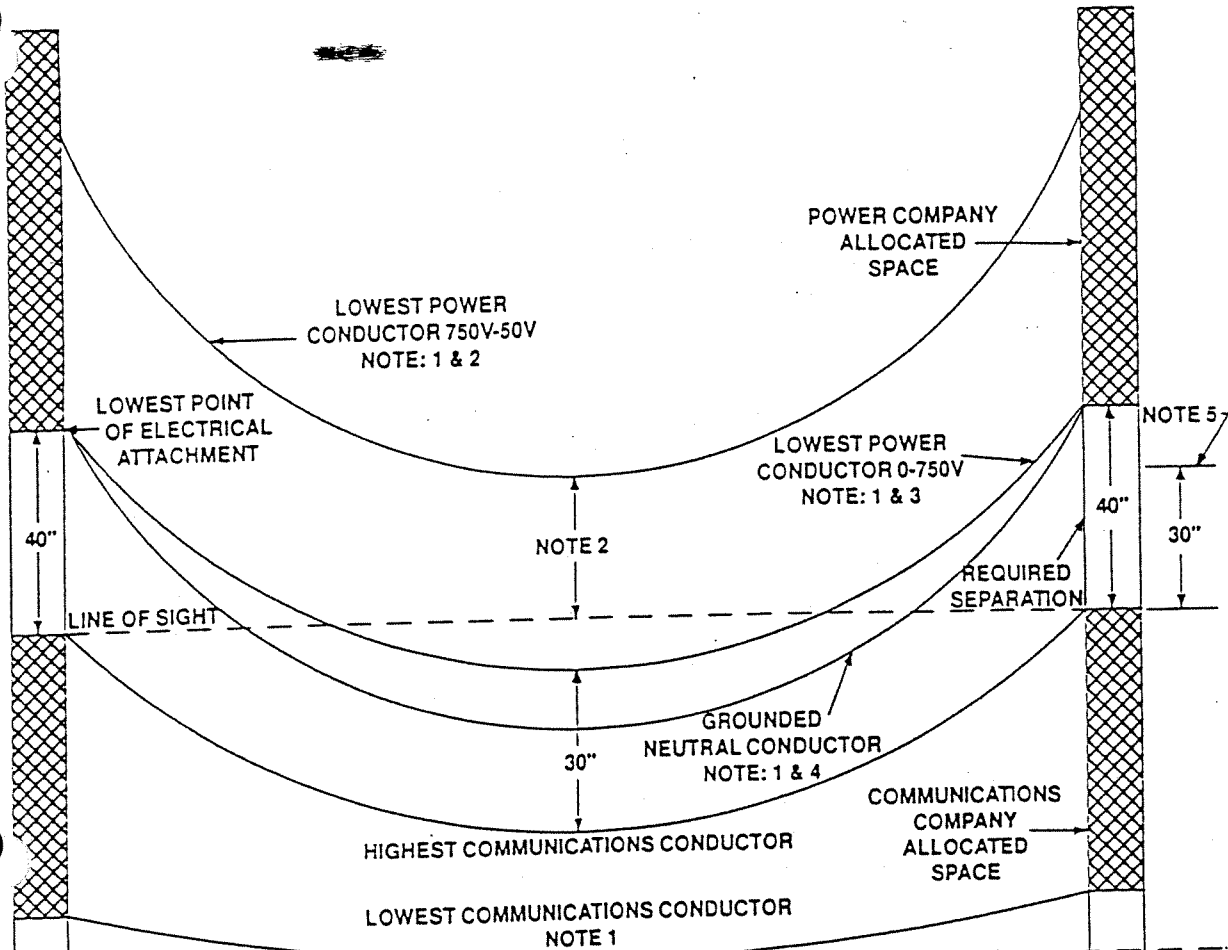 POWER COMPANY
ALLOCATED
SPACE
LOWEST POWER
CONDUCTOR 750V-50V
NOTE: 1 & 2
LOWEST POINT
OF ELECTRICAL
ATTACHMENT
NOTE 5
LOWEST POWER
CONDUCTOR 0-750V
NOTE: 1 & 3
40"
40"
30"
NOTE 2
REQUIRED
SEPARATION
LINE OF SIGHT
GROUNDED
NEUTRAL CONDUCTOR
NOTE: 1 & 4
30"
COMMUNICATIONS
COMPANY
ALLOCATED
SPACE
HIGHEST COMMUNICATIONS CONDUCTOR
LOWEST COMMUNICATIONS CONDUCTOR
NOTE 1